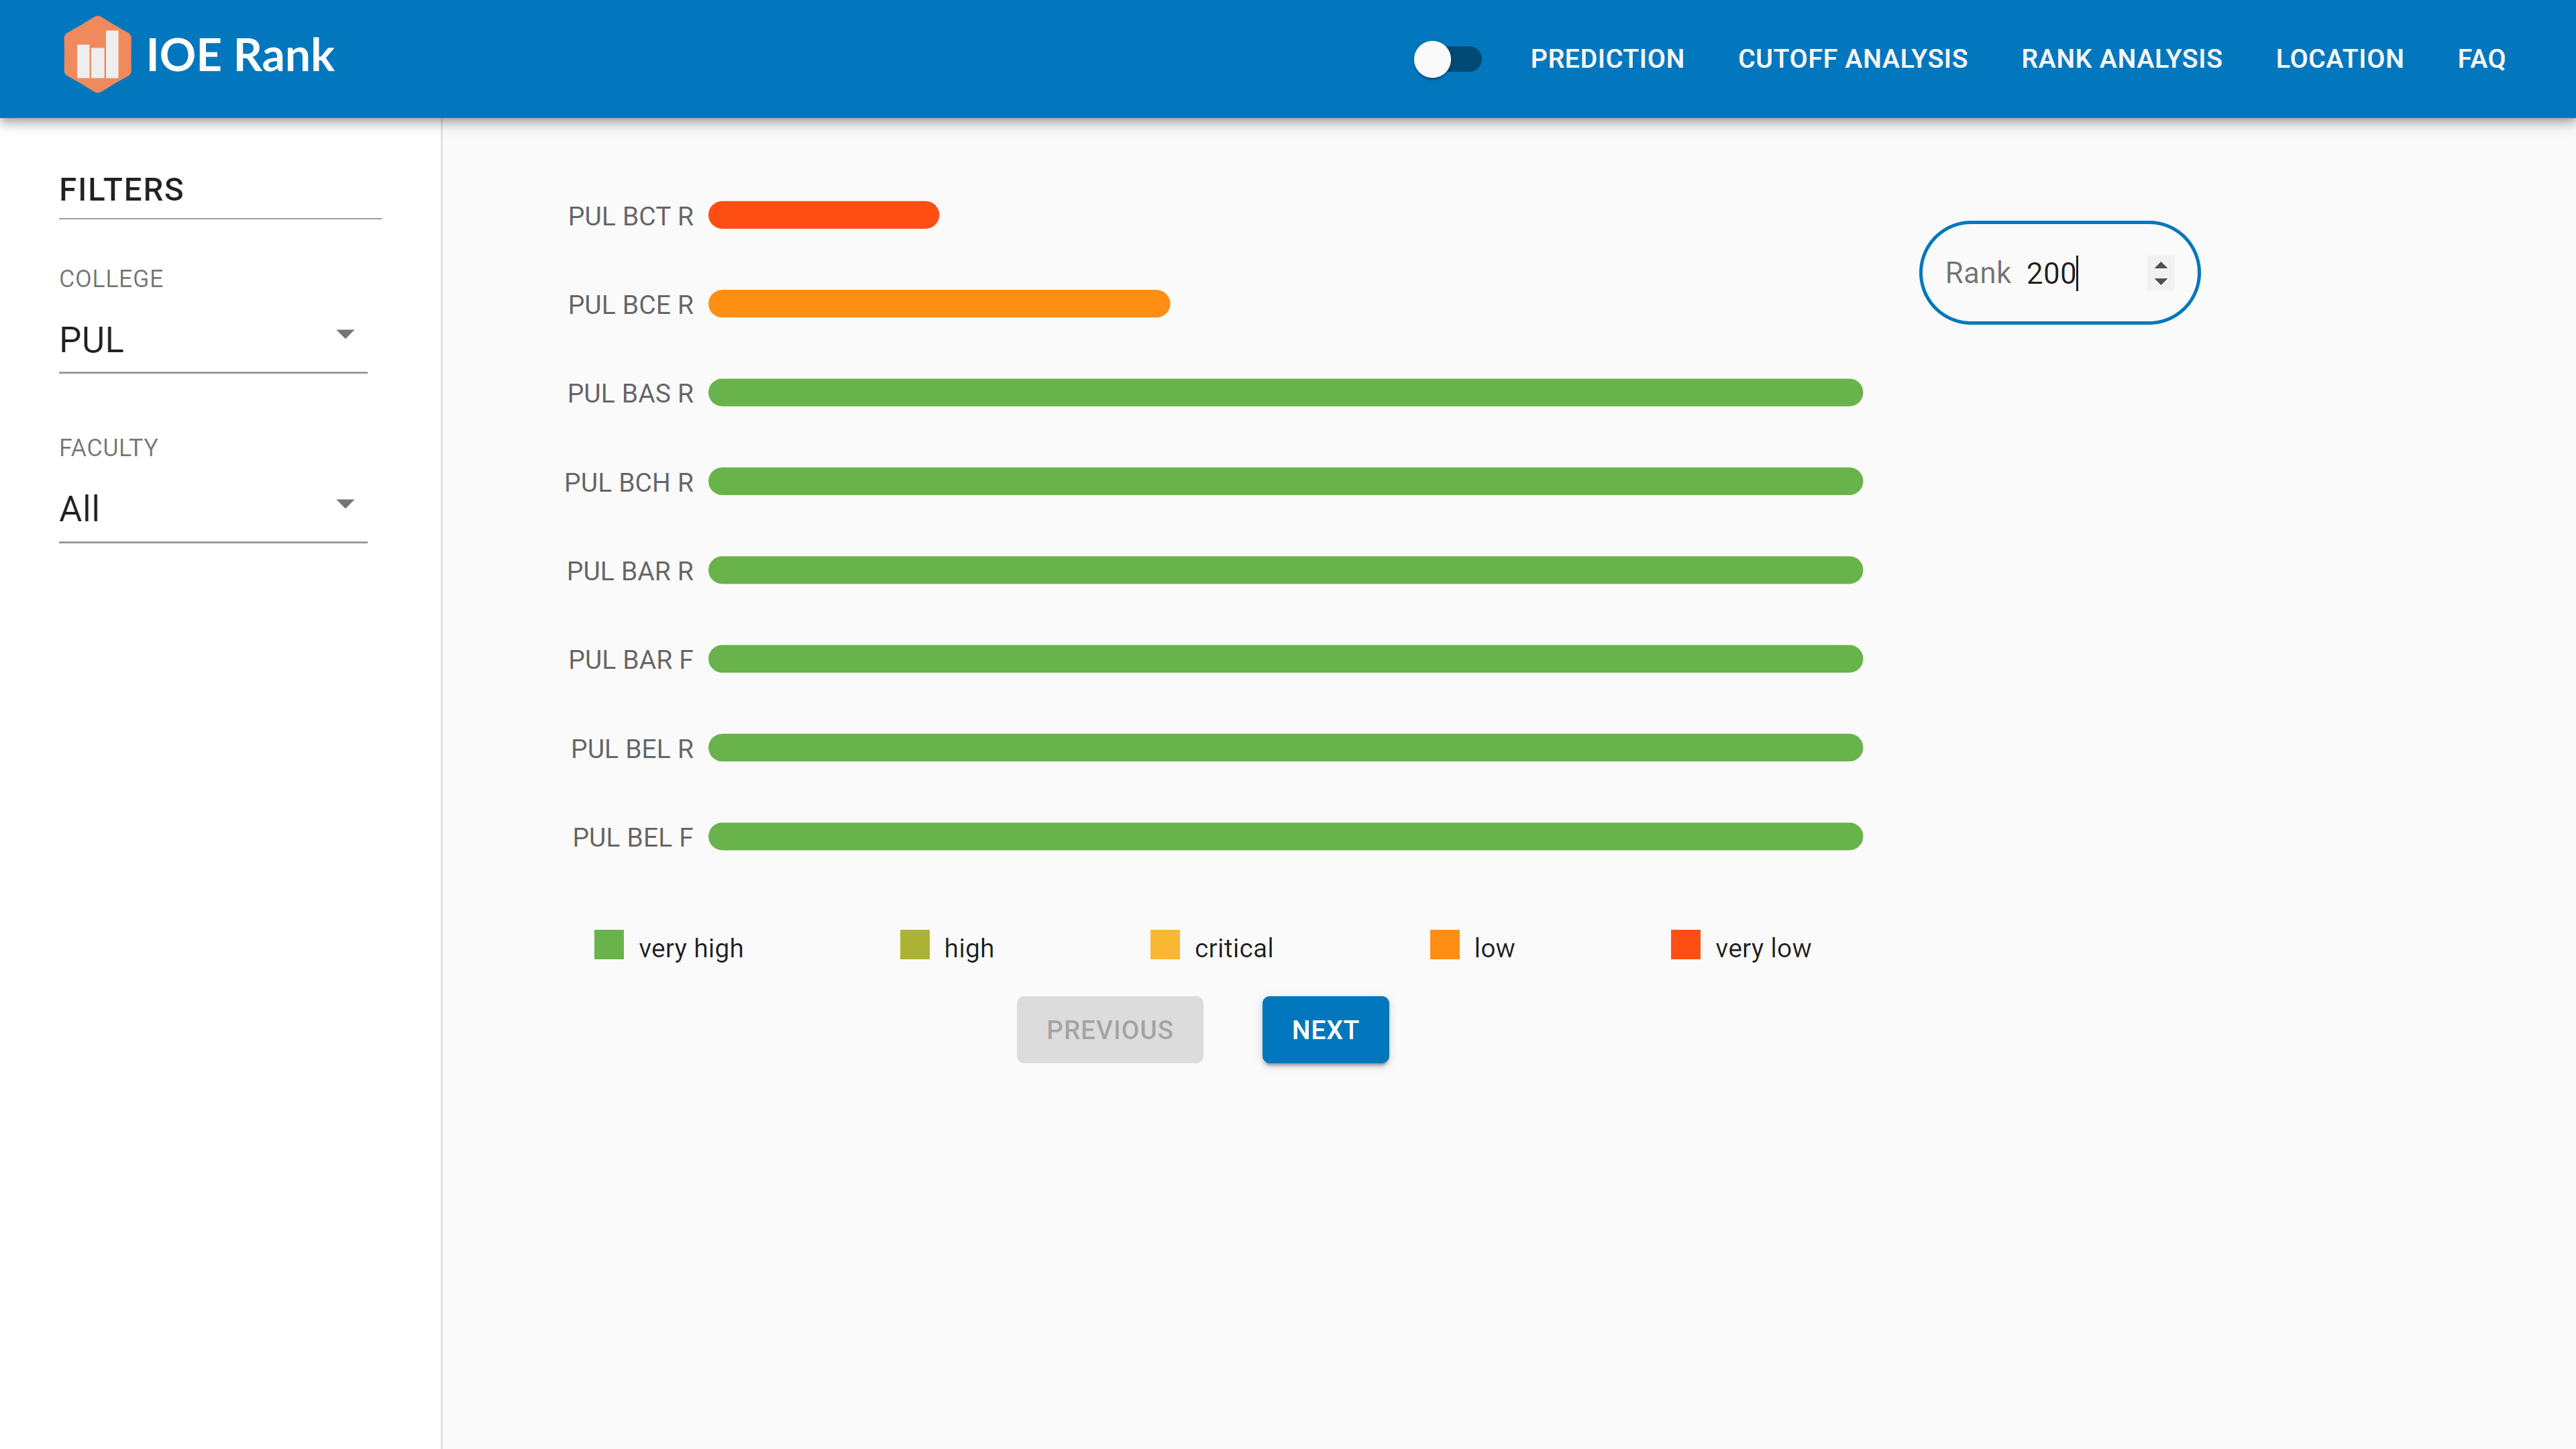 IOE Rank
PREDICTION CUTOFF ANALYSIS RANK ANALYSIS LOCATION FAQ
FILTERS
COLLEGE
PUL
FACULTY
All
PUL BCT R
PUL BCE R
PUL BAS R
PUL BCH R
PUL BAR R
PUL BAR F
PUL BEL R
PUL BEL F
Rank 200
very high high critical low very low
PREVIOUS NEXT